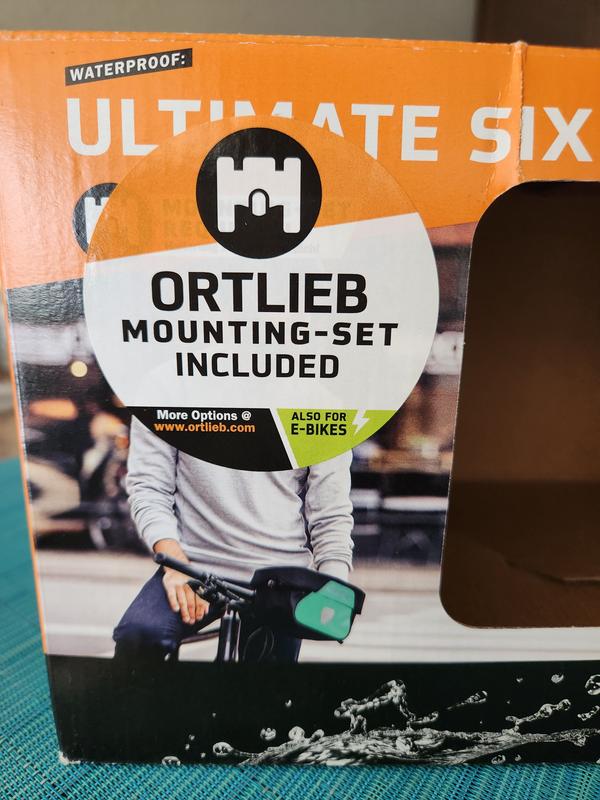 WATERPROOF:
ULTIMATE SIX
ORTLIEB
MOUNTING-SET
INCLUDED
More Options @
www.ortlieb.com
ALSO FOR
E-BIKES